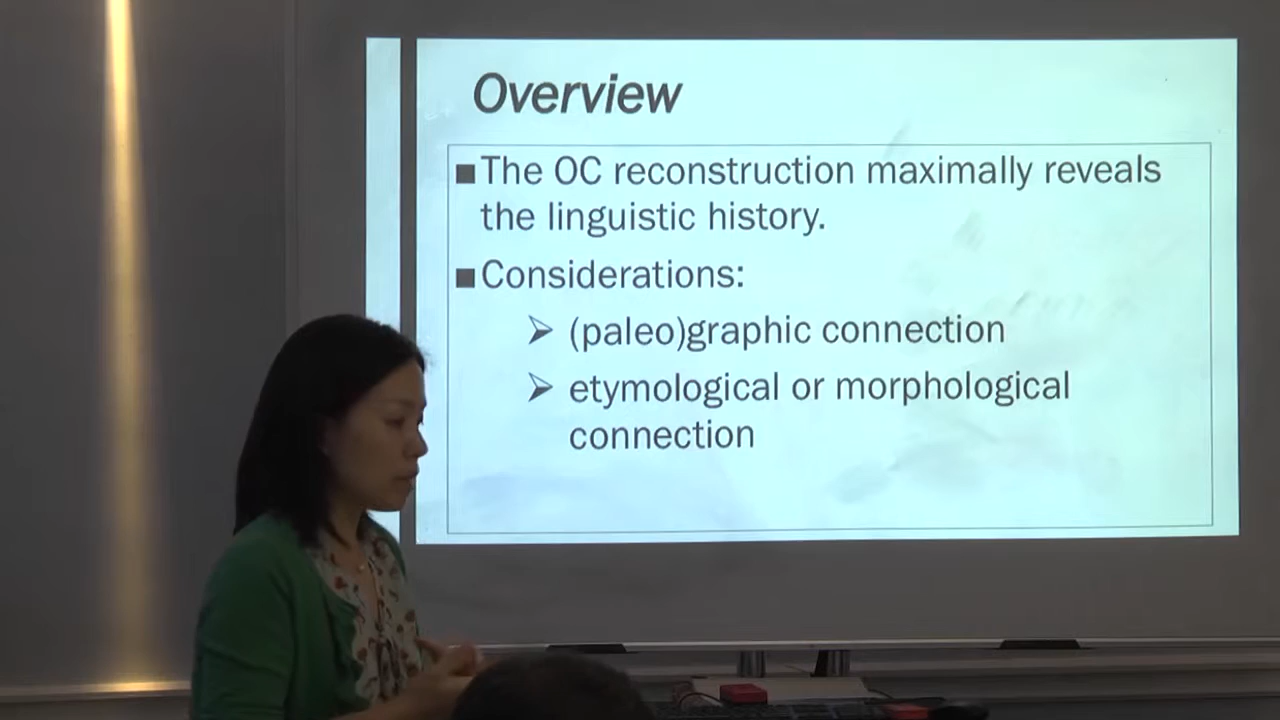 Overview
The OC reconstruction maximally reveals
the linguistic history.
Considerations:
(paleo)graphic connection
etymological or morphological
connection